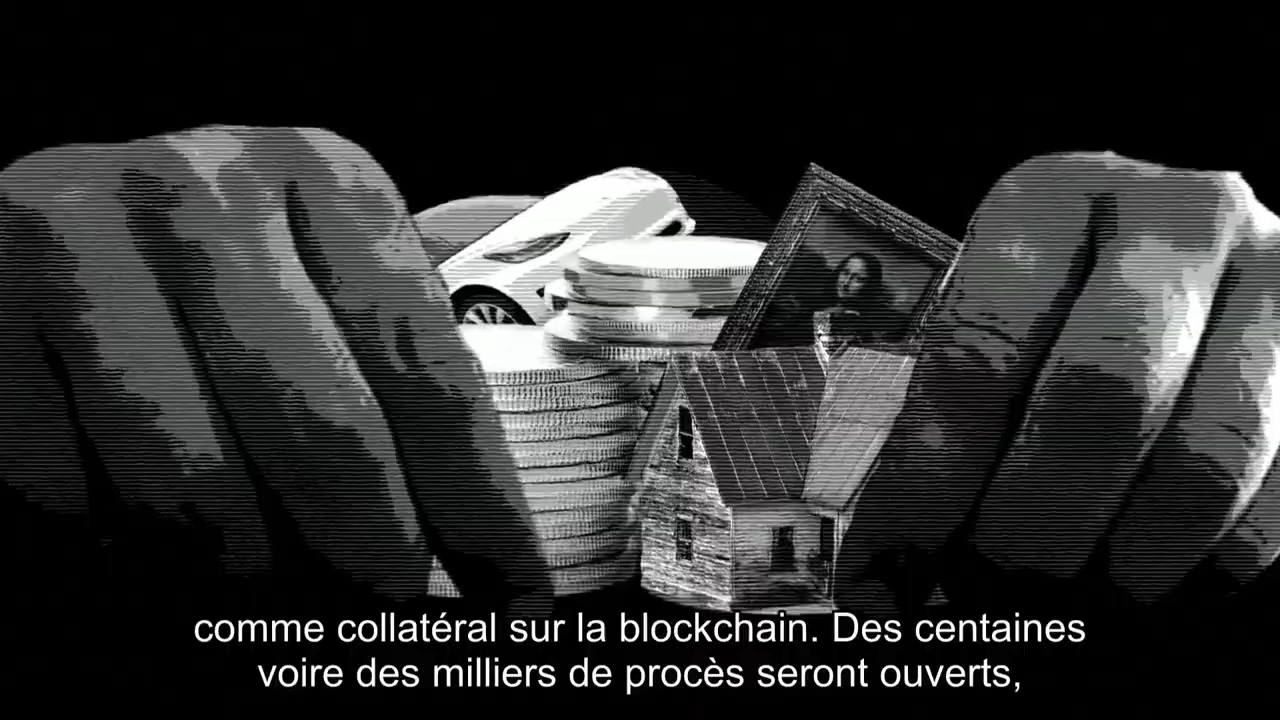 comme collatéral sur la blockchain. Des centaines
voire des milliers de procès seront ouverts,